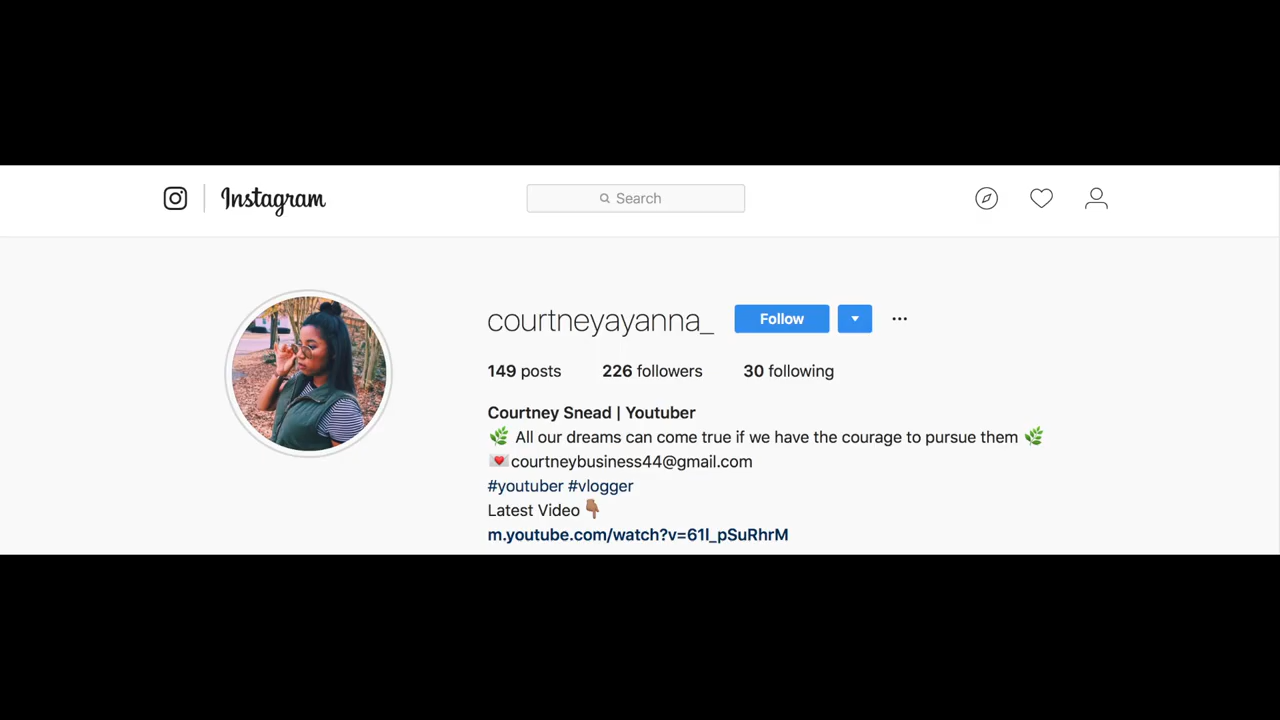 Instagram
Search
courtneyayanna_ Follow
149 posts 226 followers 30 following
Courtney Snead | Youtuber
🌿 All our dreams can come true if we have the courage to pursue them 🌿
💌courtneybusiness44@gmail.com
#youtuber #vlogger
Latest Video 👇🏽
m.youtube.com/watch?v=61l_pSuRhrM